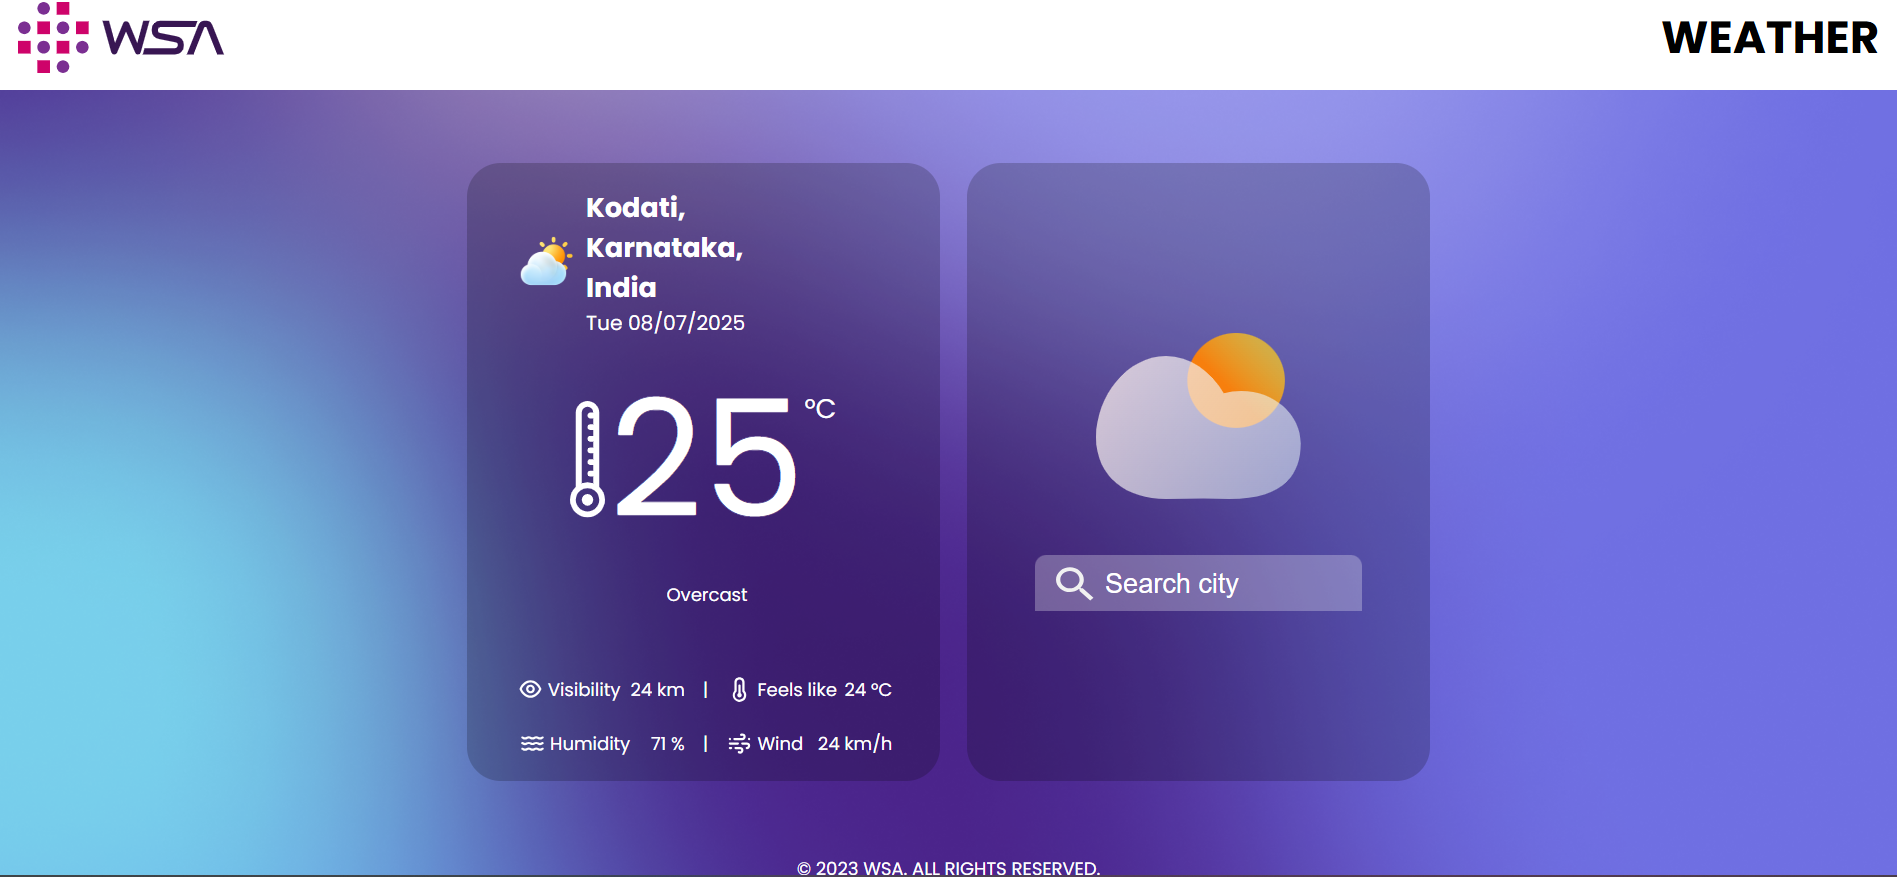 WSA
WEATHER
Kodati,
Karnataka,
India
Tue 08/07/2025
25 °C
Overcast
Visibility 24 km | Feels like 24 °C
Humidity 71 % | Wind 24 km/h
Search city
© 2023 WSA. ALL RIGHTS RESERVED.